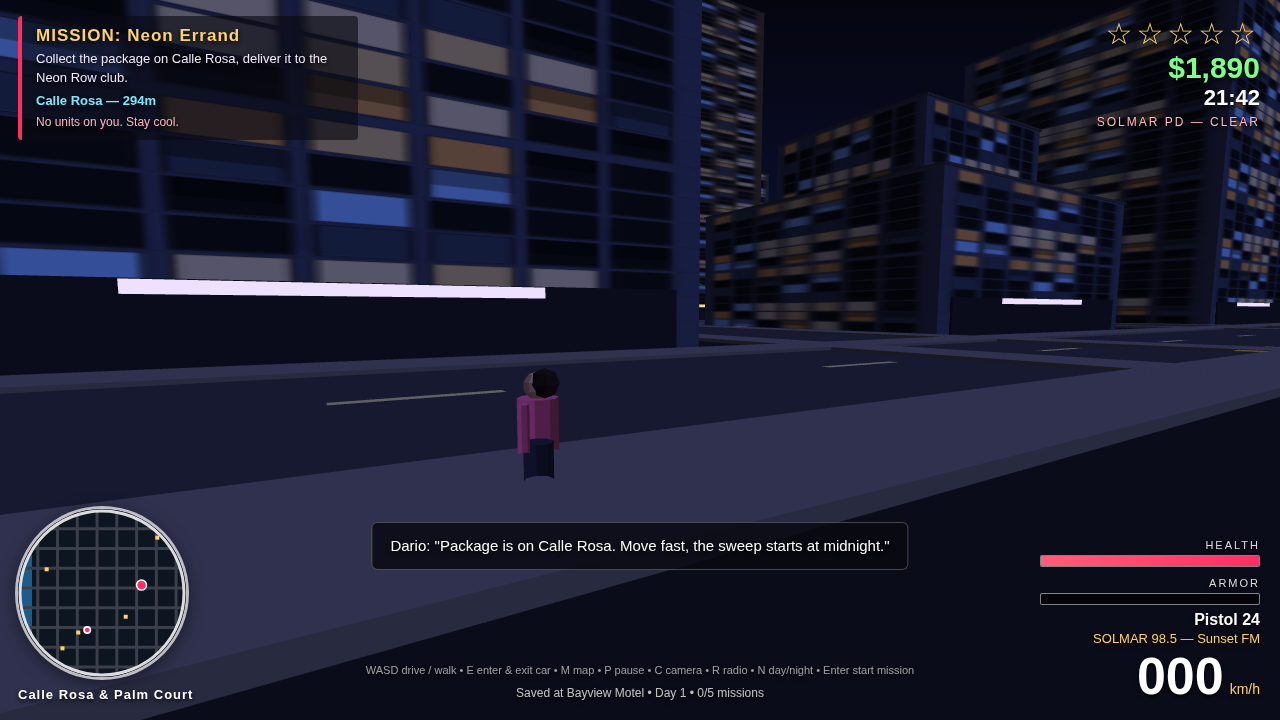 MISSION: Neon Errand
Collect the package on Calle Rosa, deliver it to the
Neon Row club.
Calle Rosa — 294m
No units on you. Stay cool.
$1,890
21:42
SOLMAR PD — CLEAR
Dario: "Package is on Calle Rosa. Move fast, the sweep starts at midnight."
HEALTH
ARMOR
Pistol 24
SOLMAR 98.5 — Sunset FM
000 km/h
WASD drive / walk • E enter & exit car • M map • P pause • C camera • R radio • N day/night • Enter start mission
Saved at Bayview Motel • Day 1 • 0/5 missions
Calle Rosa & Palm Court